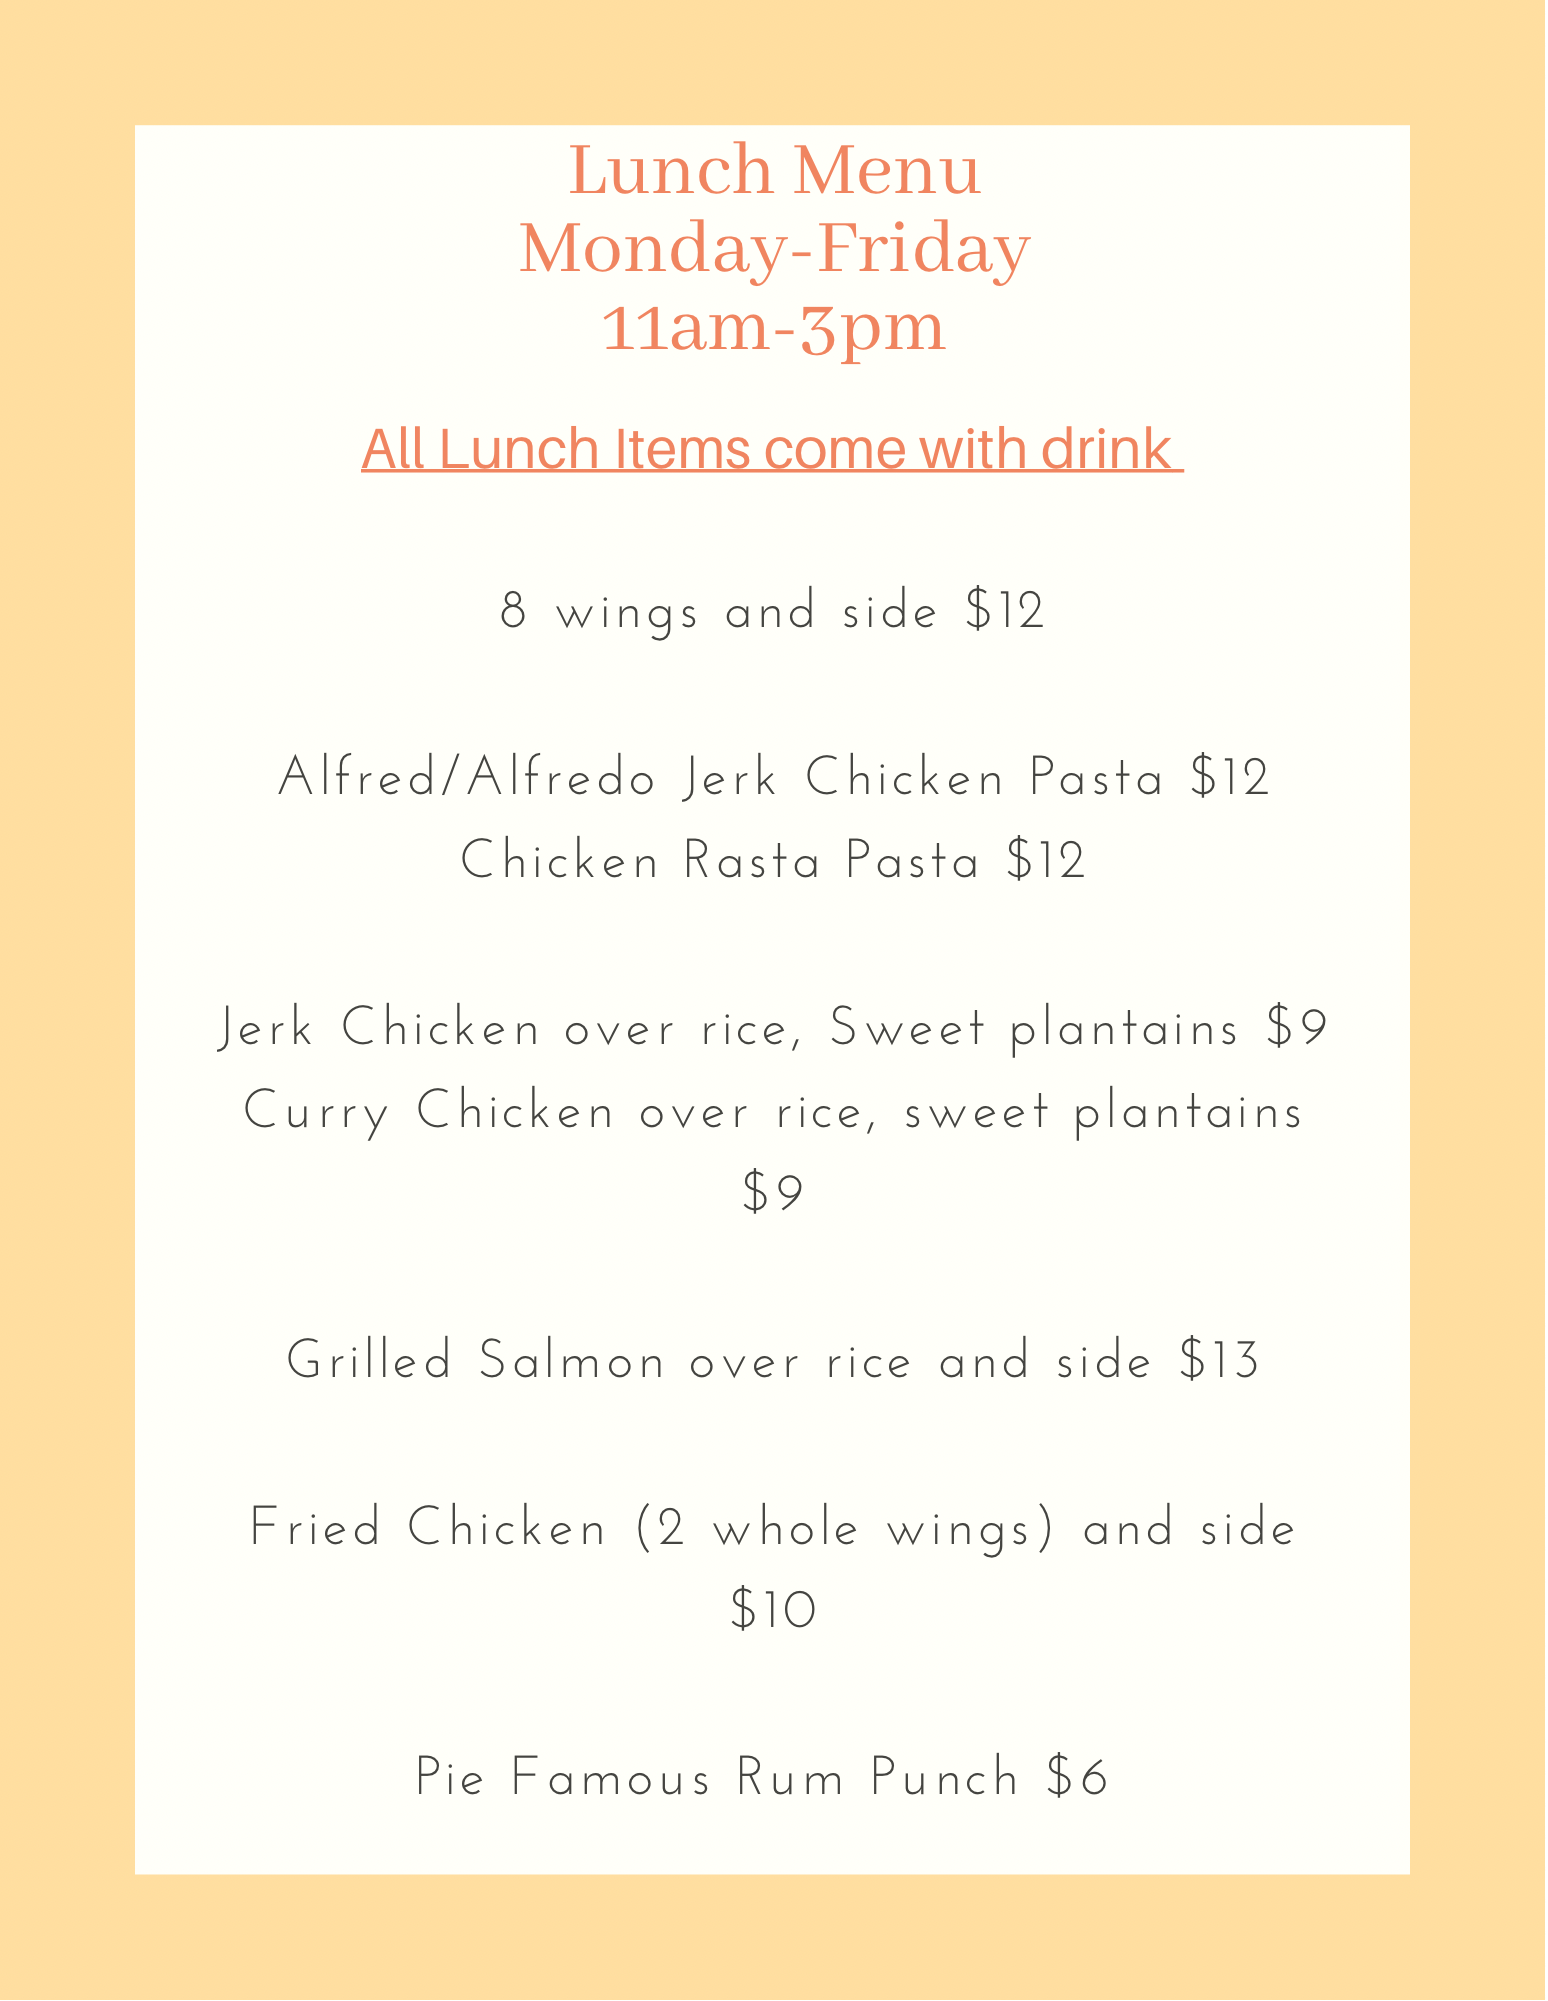 Lunch Menu
Monday-Friday
11am-3pm
All Lunch Items come with drink
8 wings and side $12
Alfred/Alfredo Jerk Chicken Pasta $12
Chicken Rasta Pasta $12
Jerk Chicken over rice, Sweet plantains $9
Curry Chicken over rice, sweet plantains
$9
Grilled Salmon over rice and side $13
Fried Chicken (2 whole wings) and side
$10
Pie Famous Rum Punch $6